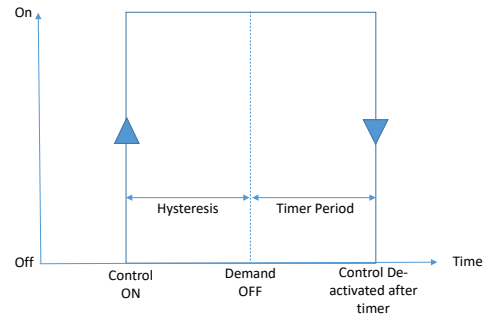 On
Hysteresis
Timer Period
Off
Time
Control
ON
Demand
OFF
Control De-
activated after
timer